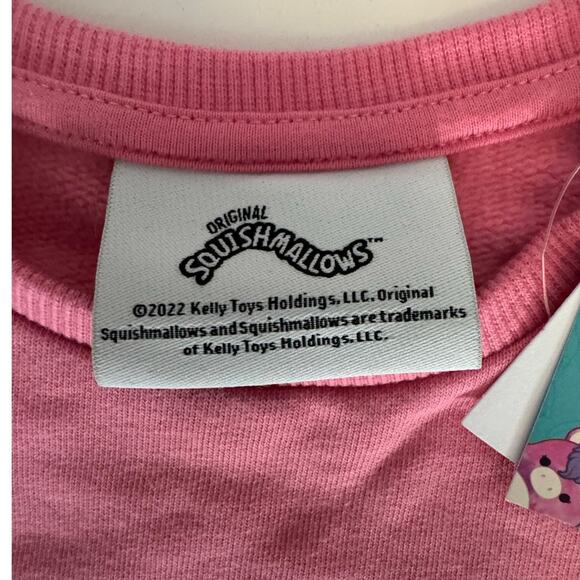 ORIGINAL
SQUISHMALLOWS™
©2022 Kelly Toys Holdings, LLC. Original
Squishmallows and Squishmallows are trademarks
of Kelly Toys Holdings, LLC.